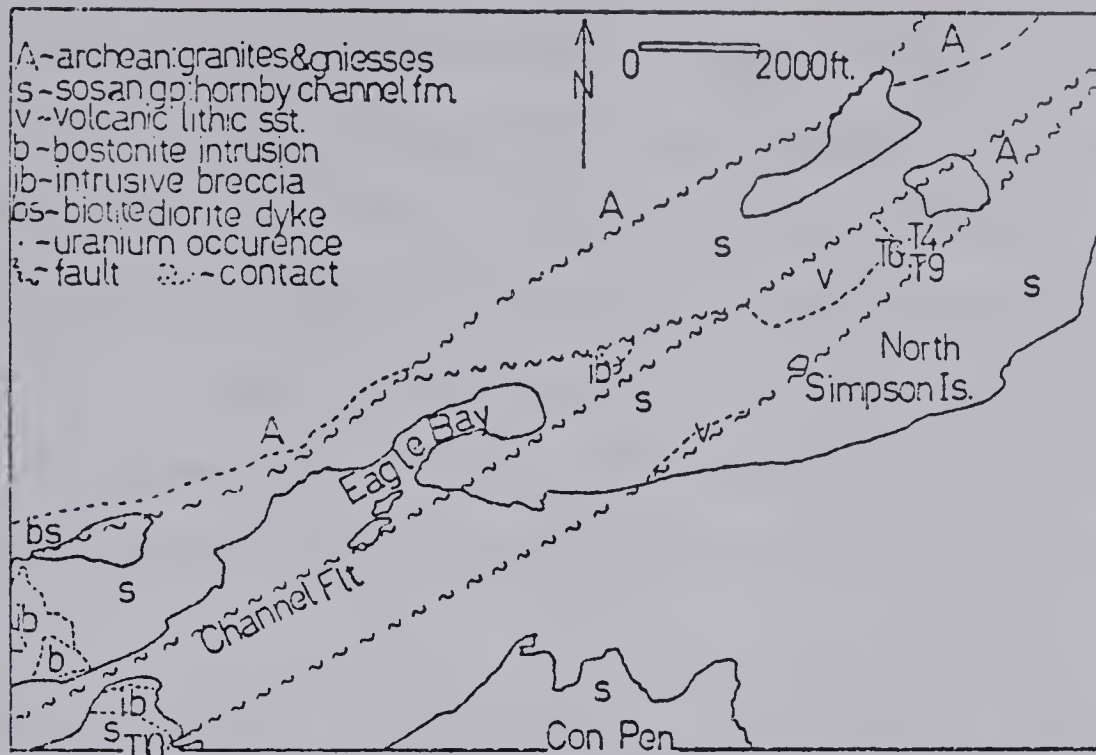 A-archean:granites&gniesses
s-sosan gp:hornby channel fm.
v-volcanic lithic sst.
b-bostonite intrusion
ib-intrusive breccia
bs-biotite diorite dyke
·-uranium occurence
~-fault -contact
N
0 2000ft.
A
A
A
A
s
v
T6 T4
T9
s
North
Simpson Is.
ib
s
v
Eagle Bay
A
bs
s
ib
b
Channel Flt
ib
s
s
Con Pen